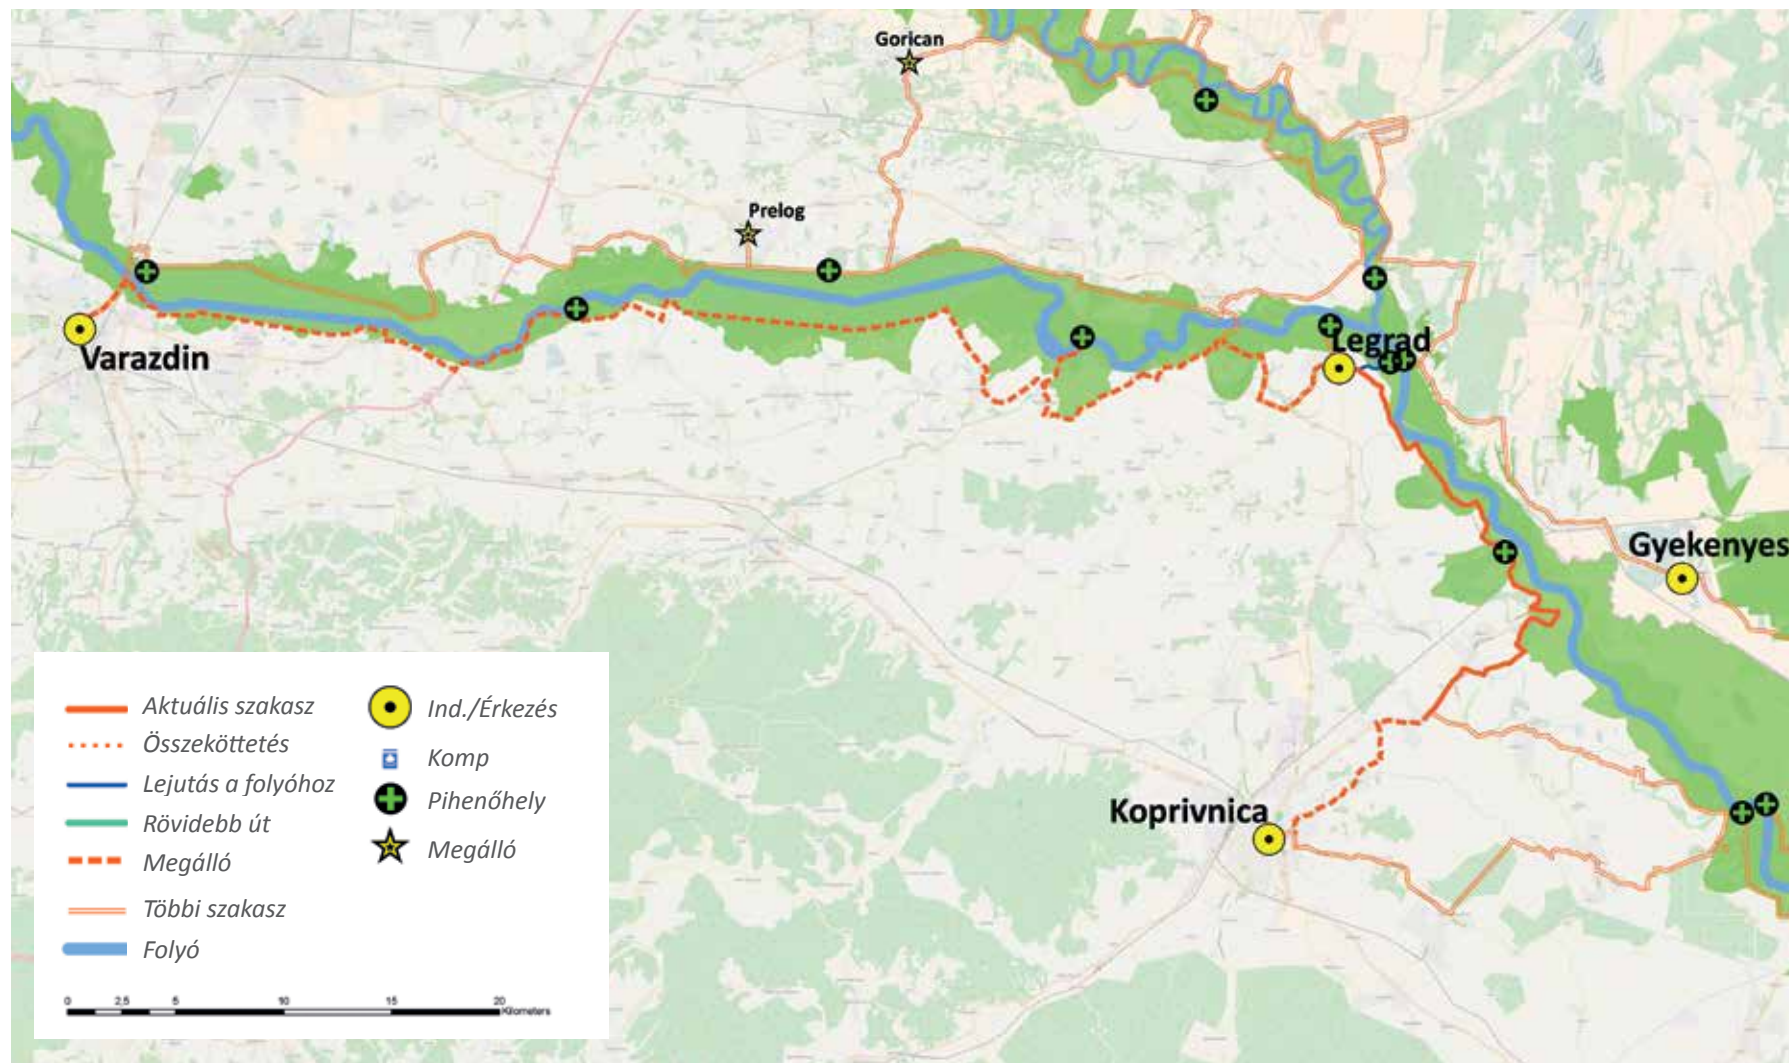 Gorican
Prelog
Varazdin
Legrad
Gyekenyes
Koprivnica
Aktuális szakasz
Összeköttetés
Lejutás a folyóhoz
Rövidebb út
Megálló
Többi szakasz
Folyó
Ind./Érkezés
Komp
Pihenőhely
Megálló
0 2,5 5 10 15 20
Kilometers